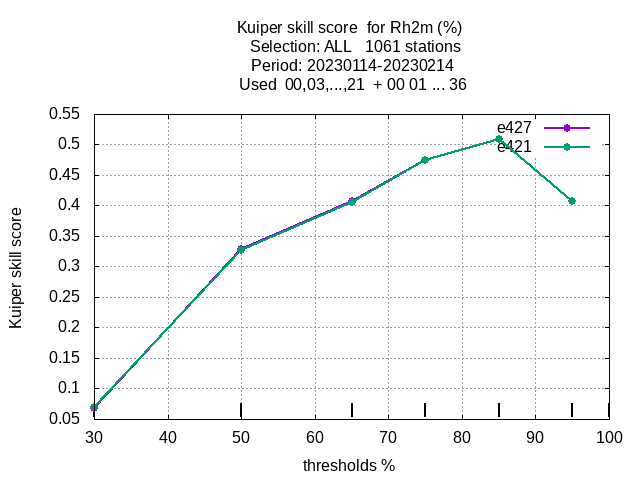 Kuiper skill score  for Rh2m (%)
Selection: ALL   1061 stations
Period: 20230114-20230214
Used  00,03,...,21  + 00 01 ... 36
0.55
0.5
0.45
0.4
0.35
0.3
0.25
0.2
0.15
0.1
0.05
Kuiper skill score
e427
e421
30 40 50 60 70 80 90 100
thresholds %